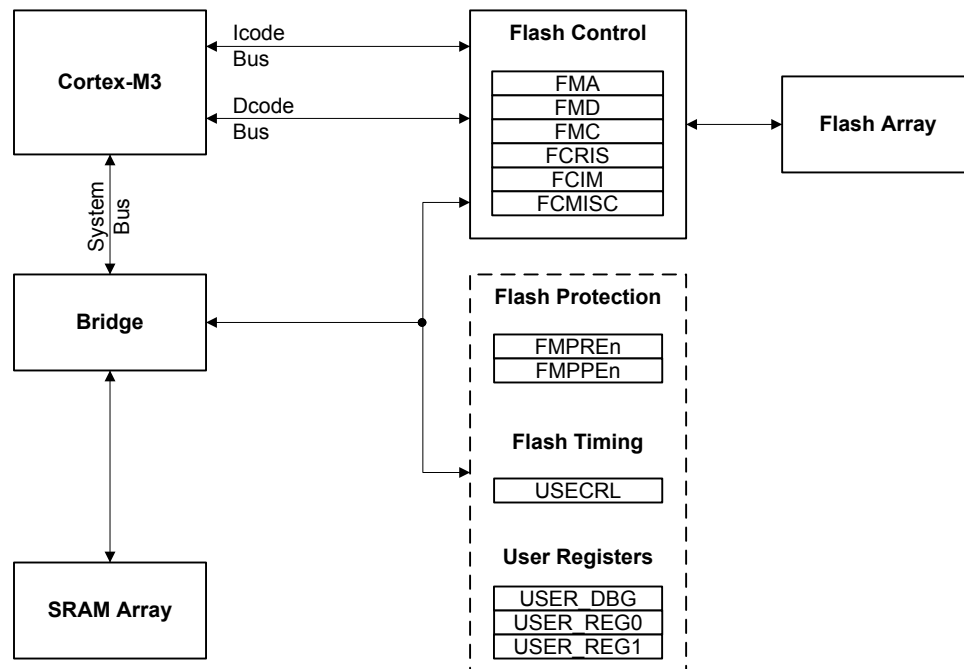 Cortex-M3
Icode
Bus
Dcode
Bus
System
Bus
Bridge
SRAM Array
Flash Control
FMA
FMD
FMC
FCRIS
FCIM
FCMISC
Flash Array
Flash Protection
FMPREn
FMPPEn
Flash Timing
USECRL
User Registers
USER_DBG
USER_REG0
USER_REG1